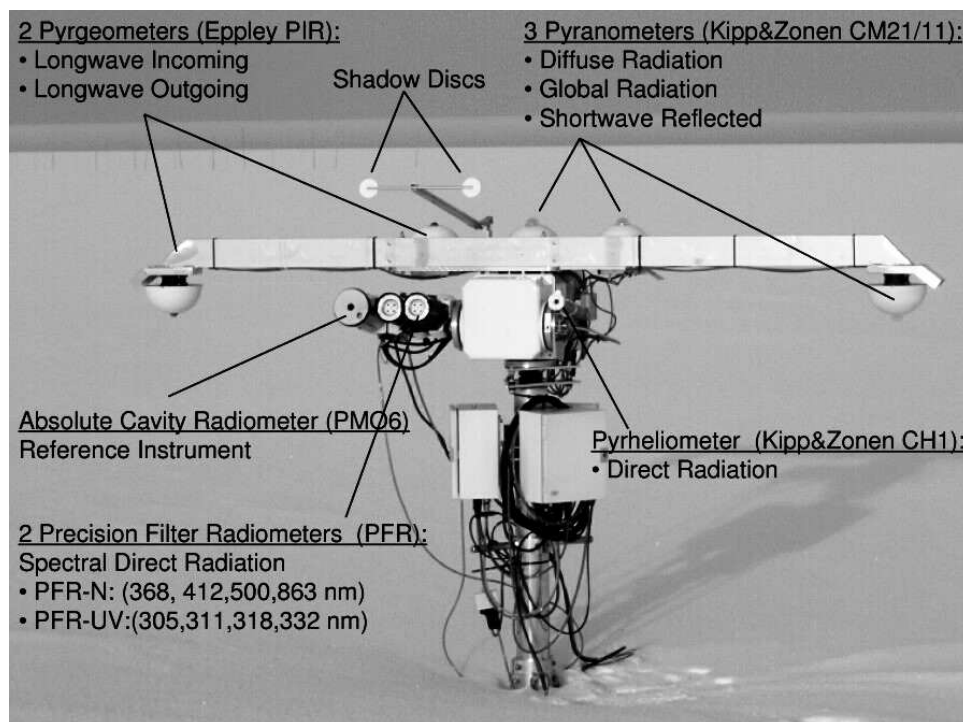 2 Pyrgeometers (Eppley PIR):
• Longwave Incoming
• Longwave Outgoing
Shadow Discs
3 Pyranometers (Kipp&Zonen CM21/11):
• Diffuse Radiation
• Global Radiation
• Shortwave Reflected
Absolute Cavity Radiometer (PMO6)
Reference Instrument
Pyrheliometer (Kipp&Zonen CH1):
• Direct Radiation
2 Precision Filter Radiometers (PFR):
Spectral Direct Radiation
• PFR-N: (368, 412,500,863 nm)
• PFR-UV:(305,311,318,332 nm)